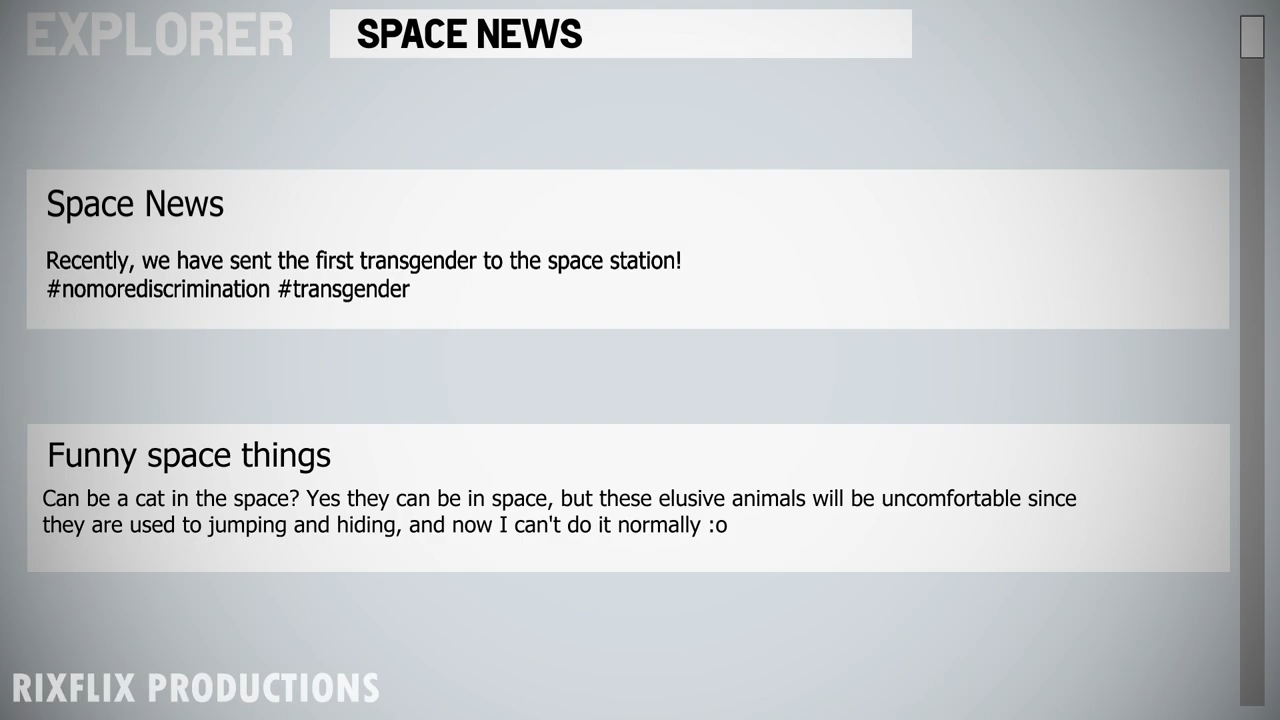 EXPLORER SPACE NEWS
Space News
Recently, we have sent the first transgender to the space station!
#nomorediscrimination #transgender
Funny space things
Can be a cat in the space? Yes they can be in space, but these elusive animals will be uncomfortable since
they are used to jumping and hiding, and now I can't do it normally :o
RIXFLIX PRODUCTIONS